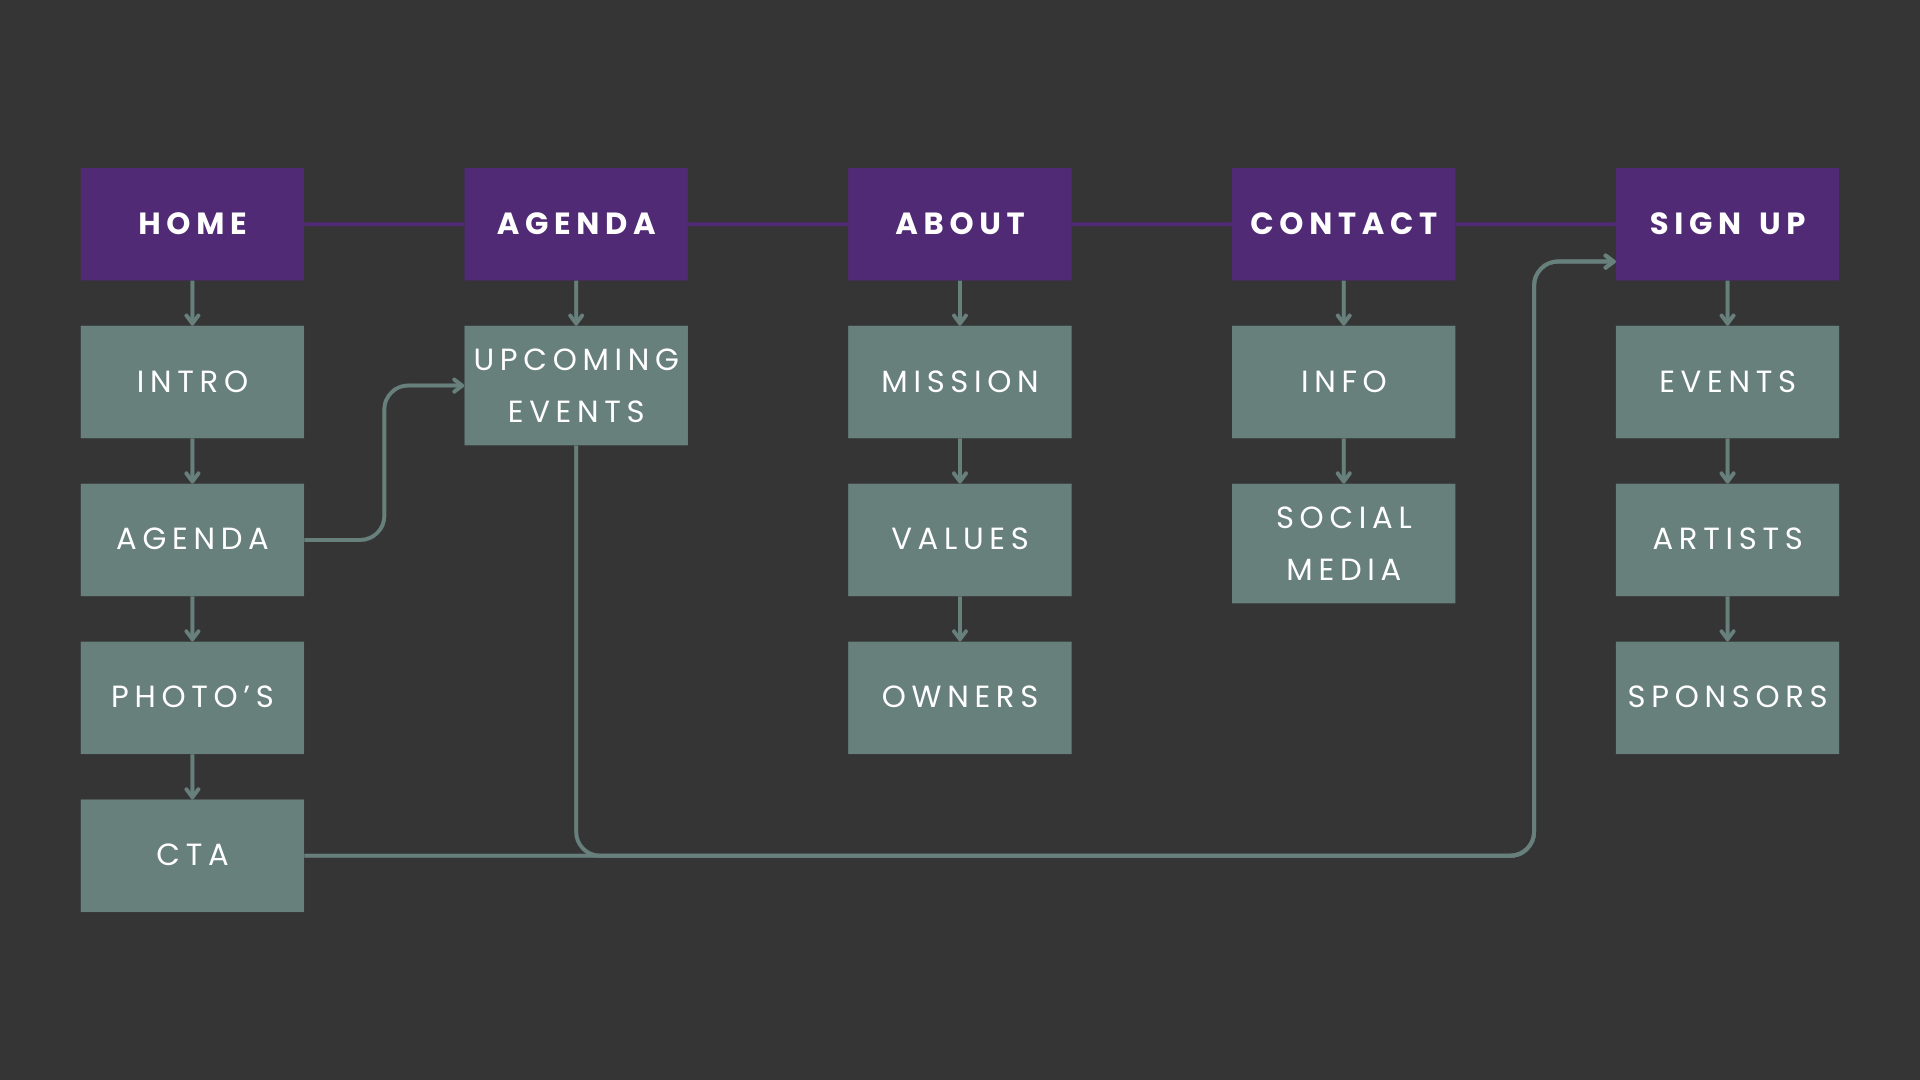 HOME
AGENDA
ABOUT
CONTACT
SIGN UP
INTRO
AGENDA
PHOTO’S
CTA
UPCOMING
EVENTS
MISSION
VALUES
OWNERS
INFO
SOCIAL
MEDIA
EVENTS
ARTISTS
SPONSORS